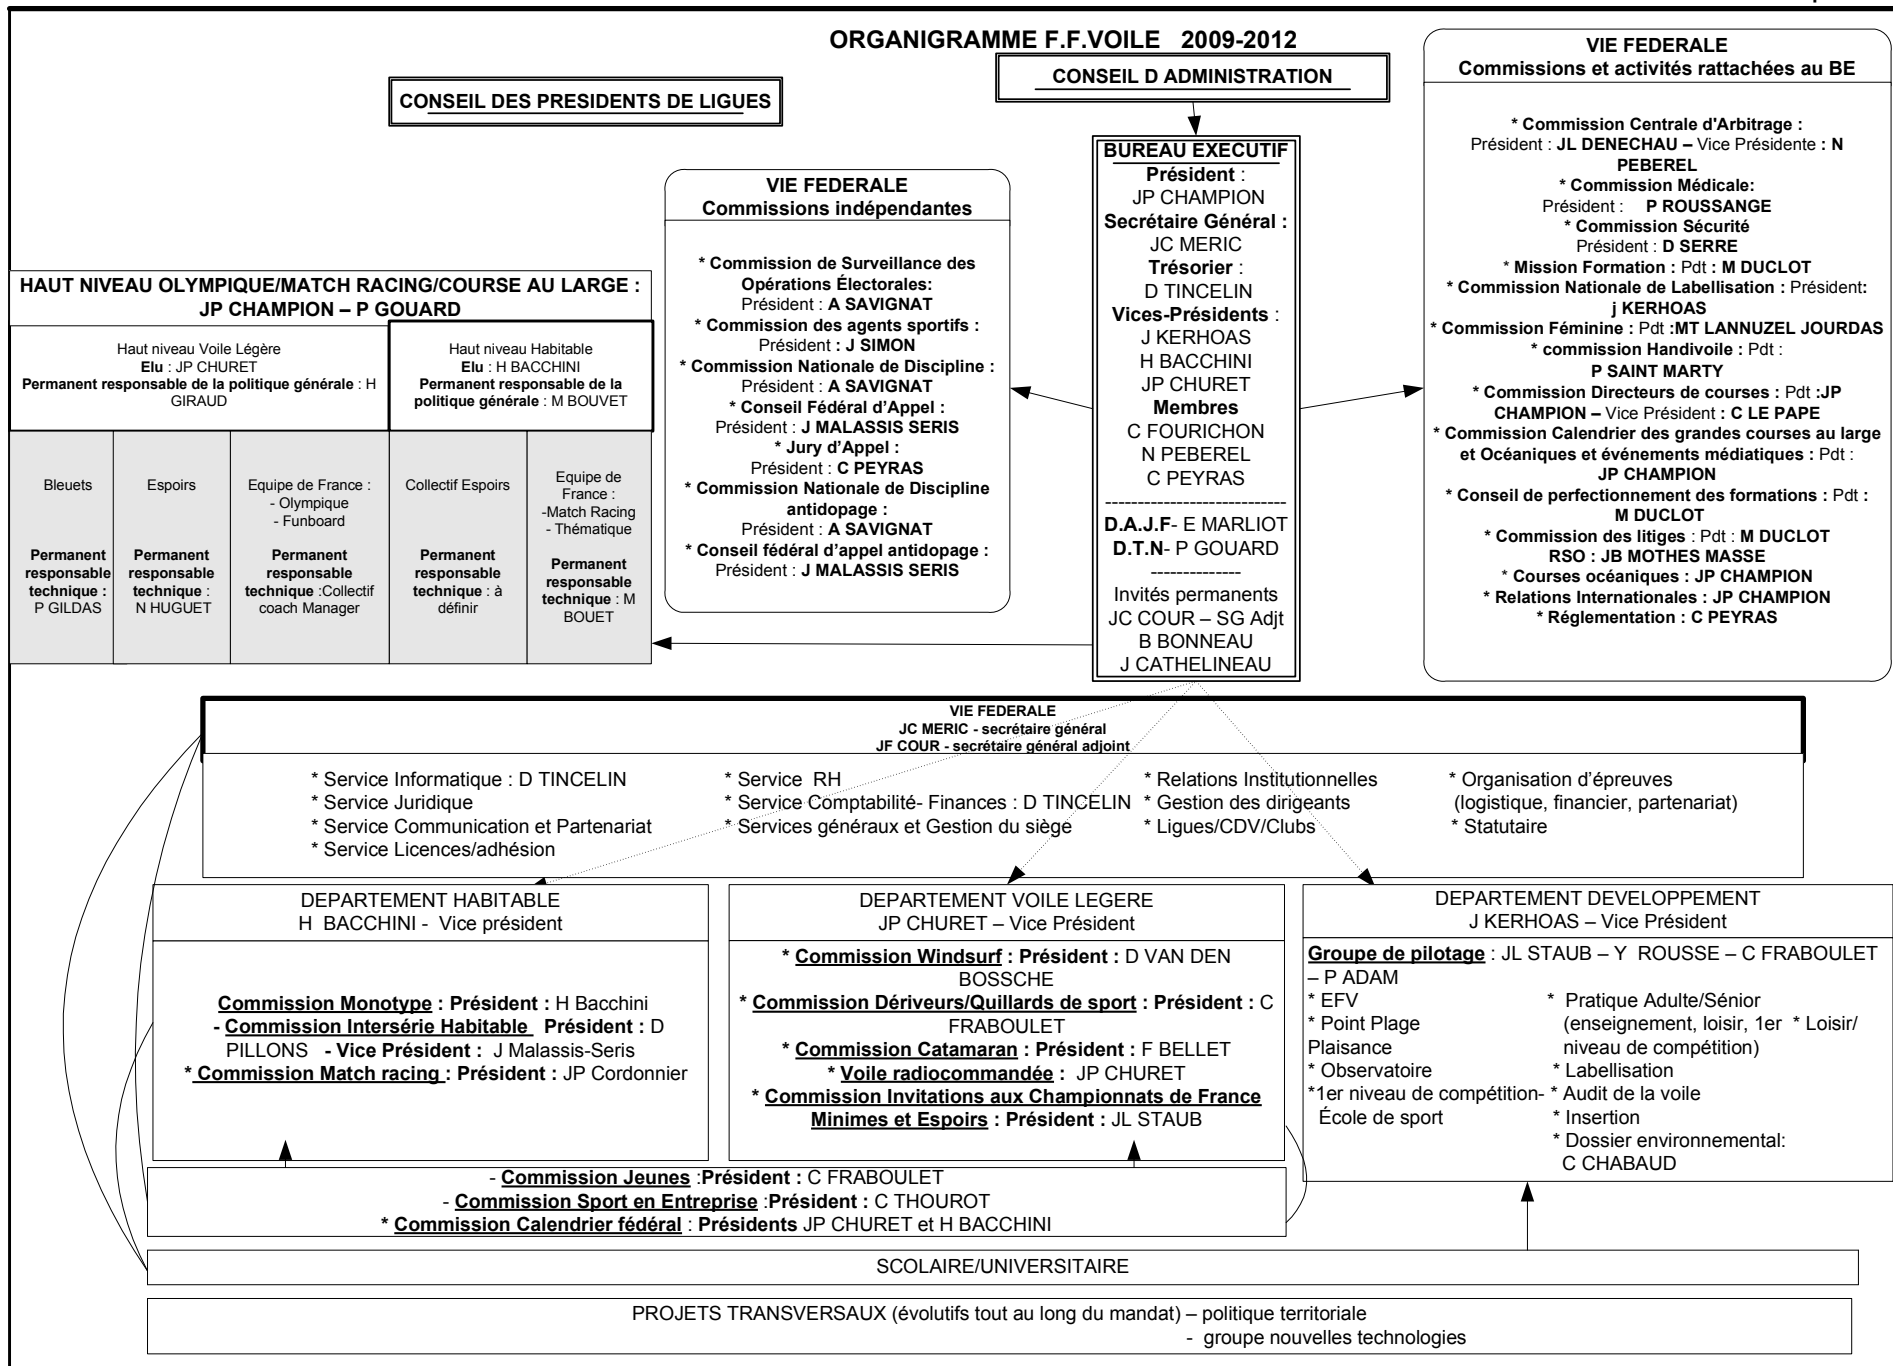 ORGANIGRAMME F.F.VOILE 2009-2012
CONSEIL D ADMINISTRATION
CONSEIL DES PRESIDENTS DE LIGUES
VIE FEDERALE
Commissions et activités rattachées au BE
* Commission Centrale d'Arbitrage :
Président : JL DENECHAU – Vice Présidente : N
PEBEREL
* Commission Médicale:
Président : P ROUSSANGE
* Commission Sécurité
Président : D SERRE
* Mission Formation : Pdt : M DUCLOT
* Commission Nationale de Labellisation : Président:
j KERHOAS
* Commission Féminine : Pdt :MT LANNUZEL JOURDAS
* commission Handivoile : Pdt :
P SAINT MARTY
* Commission Directeurs de courses : Pdt :JP
CHAMPION – Vice Président : C LE PAPE
* Commission Calendrier des grandes courses au large
et Océaniques et événements médiatiques : Pdt :
JP CHAMPION
* Conseil de perfectionnement des formations : Pdt :
M DUCLOT
* Commission des litiges : Pdt : M DUCLOT
RSO : JB MOTHES MASSE
* Courses océaniques : JP CHAMPION
* Relations Internationales : JP CHAMPION
* Réglementation : C PEYRAS
BUREAU EXECUTIF
Président :
JP CHAMPION
Secrétaire Général :
JC MERIC
Trésorier :
D TINCELIN
Vices-Présidents :
J KERHOAS
H BACCHINI
JP CHURET
Membres
C FOURICHON
N PEBEREL
C PEYRAS
----------------------------
D.A.J.F- E MARLIOT
D.T.N- P GOUARD
--------------
Invités permanents
JC COUR – SG Adjt
B BONNEAU
J CATHELINEAU
VIE FEDERALE
Commissions indépendantes
* Commission de Surveillance des
Opérations Électorales:
Président : A SAVIGNAT
* Commission des agents sportifs :
Président : J SIMON
* Commission Nationale de Discipline :
Président : A SAVIGNAT
* Conseil Fédéral d'Appel :
Président : J MALASSIS SERIS
* Jury d'Appel :
Président : C PEYRAS
* Commission Nationale de Discipline
antidopage :
Président : A SAVIGNAT
* Conseil fédéral d'appel antidopage :
Président : J MALASSIS SERIS
HAUT NIVEAU OLYMPIQUE/MATCH RACING/COURSE AU LARGE :
JP CHAMPION – P GOUARD
Haut niveau Voile Légère
Elu : JP CHURET
Permanent responsable de la politique générale : H
GIRAUD
Haut niveau Habitable
Elu : H BACCHINI
Permanent responsable de la
politique générale : M BOUVET
Bleuets
Permanent
responsable
technique :
P GILDAS
Espoirs
Permanent
responsable
technique :
N HUGUET
Equipe de France :
- Olympique
- Funboard
Permanent
responsable
technique :Collectif
coach Manager
Collectif Espoirs
Permanent
responsable
technique : à
définir
Equipe de
France :
-Match Racing
- Thématique
Permanent
responsable
technique : M
BOUET
VIE FEDERALE
JC MERIC - secrétaire général
JF COUR - secrétaire général adjoint
* Service Informatique : D TINCELIN
* Service Juridique
* Service Communication et Partenariat
* Service Licences/adhésion
* Service RH
* Service Comptabilité- Finances : D TINCELIN
* Services généraux et Gestion du siège
* Relations Institutionnelles
* Gestion des dirigeants
* Ligues/CDV/Clubs
* Organisation d'épreuves
(logistique, financier, partenariat)
* Statutaire
DEPARTEMENT HABITABLE
H BACCHINI - Vice président
Commission Monotype : Président : H Bacchini
- Commission Intersérie Habitable Président : D
PILLONS - Vice Président : J Malassis-Seris
* Commission Match racing : Président : JP Cordonnier
DEPARTEMENT VOILE LEGERE
JP CHURET – Vice Président
* Commission Windsurf : Président : D VAN DEN
BOSSCHE
* Commission Dériveurs/Quillards de sport : Président : C
FRABOULET
* Commission Catamaran : Président : F BELLET
* Voile radiocommandée : JP CHURET
* Commission Invitations aux Championnats de France
Minimes et Espoirs : Président : JL STAUB
DEPARTEMENT DEVELOPPEMENT
J KERHOAS – Vice Président
Groupe de pilotage : JL STAUB – Y ROUSSE – C FRABOULET
– P ADAM
* EFV
* Point Plage
Plaisance
* Observatoire
*1er niveau de compétition-
École de sport
* Pratique Adulte/Sénior
(enseignement, loisir, 1er * Loisir/
niveau de compétition)
* Labellisation
* Audit de la voile
* Insertion
* Dossier environnemental:
C CHABAUD
- Commission Jeunes :Président : C FRABOULET
- Commission Sport en Entreprise :Président : C THOUROT
* Commission Calendrier fédéral : Présidents JP CHURET et H BACCHINI
SCOLAIRE/UNIVERSITAIRE
PROJETS TRANSVERSAUX (évolutifs tout au long du mandat) – politique territoriale
- groupe nouvelles technologies